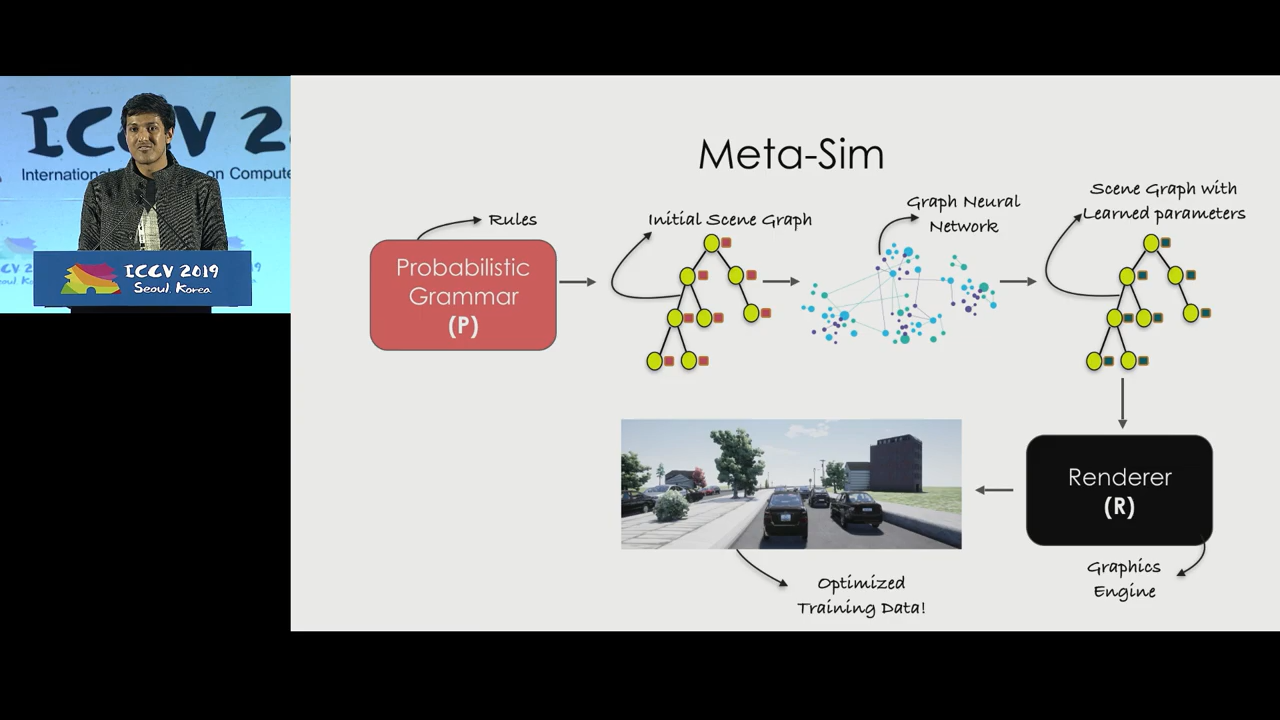 ICCV 2
International
on Compute
ICCV 2019
Seoul, Korea
Meta-Sim
Rules
Probabilistic
Grammar
(P)
Initial Scene Graph
Graph Neural
Network
Scene Graph with
Learned parameters
Renderer
(R)
Graphics
Engine
Optimized
Training Data!